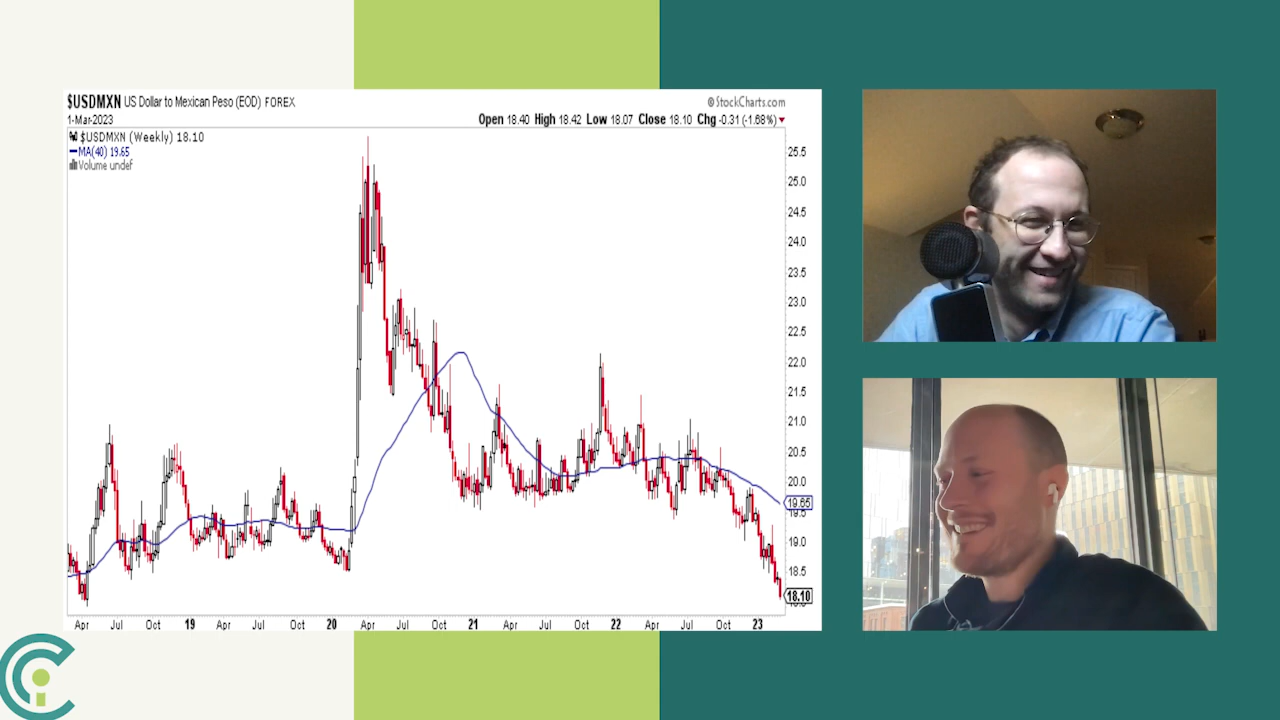 $USDMXN US Dollar to Mexican Peso (EOD) FOREX
© StockCharts.com
1-Mar-2023
Open 18.40 High 18.42 Low 18.07 Close 18.10 Chg -0.31 (-1.68%)
$USDMXN (Weekly) 18.10
MA(40) 19.65
Volume undef
25.5
25.0
24.5
24.0
23.5
23.0
22.5
22.0
21.5
21.0
20.5
20.0
19.65
19.5
19.0
18.5
18.10
Apr Jul Oct 19 Apr Jul Oct 20 Apr Jul Oct 21 Apr Jul Oct 22 Apr Jul Oct 23